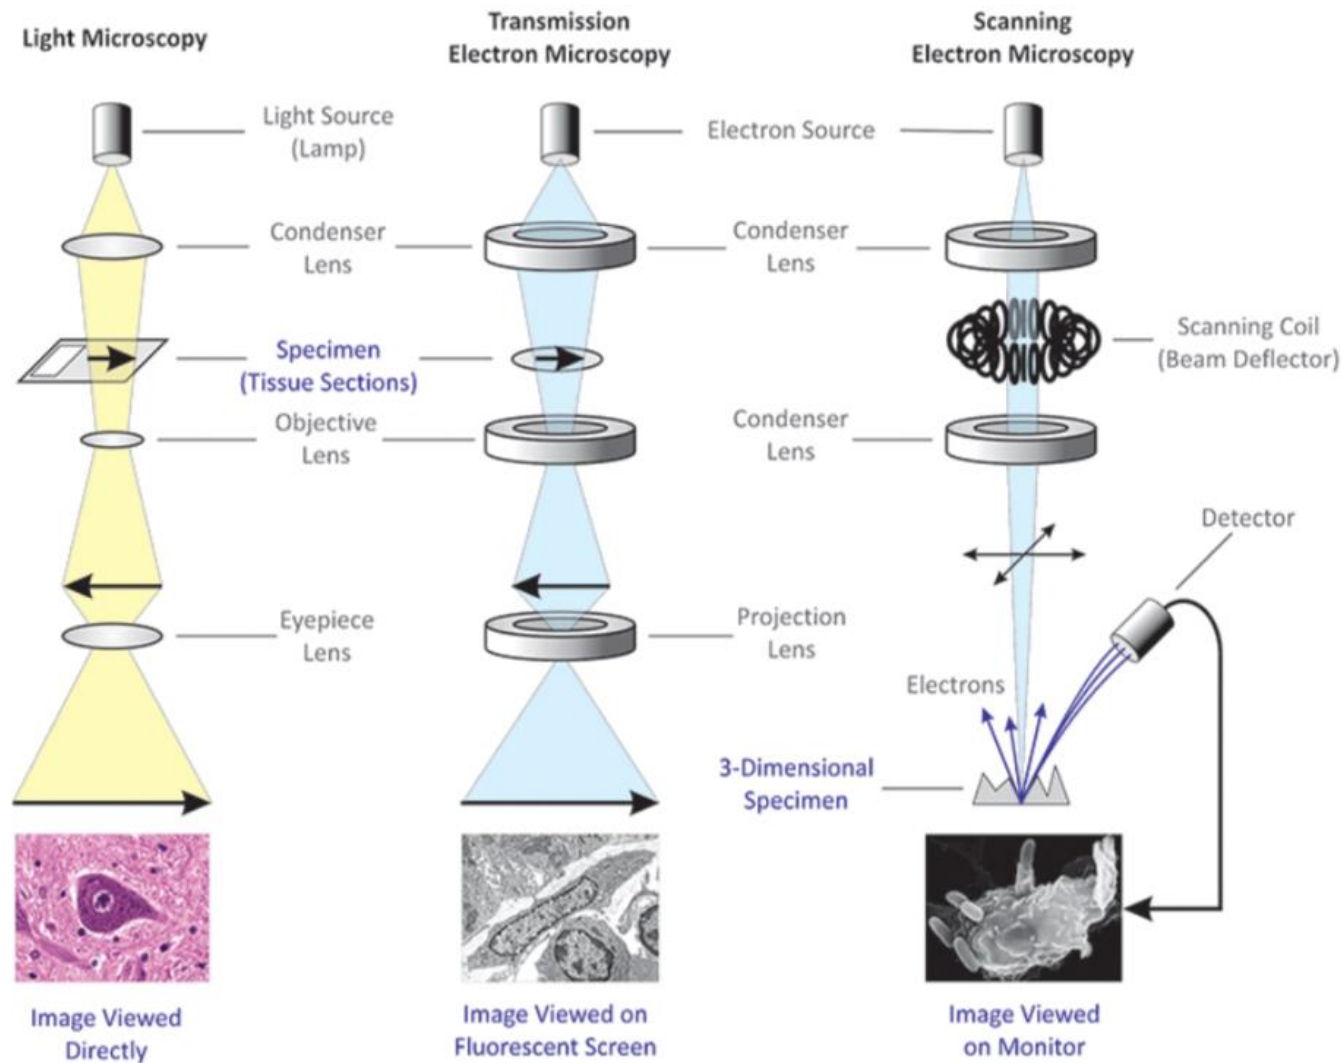 Light Microscopy
Transmission
Electron Microscopy
Scanning
Electron Microscopy
Light Source
(Lamp)
Electron Source
Condenser
Lens
Condenser
Lens
Specimen
(Tissue Sections)
Scanning Coil
(Beam Deflector)
Objective
Lens
Condenser
Lens
Detector
Eyepiece
Lens
Projection
Lens
Electrons
3-Dimensional
Specimen
Image Viewed
Directly
Image Viewed on
Fluorescent Screen
Image Viewed
on Monitor